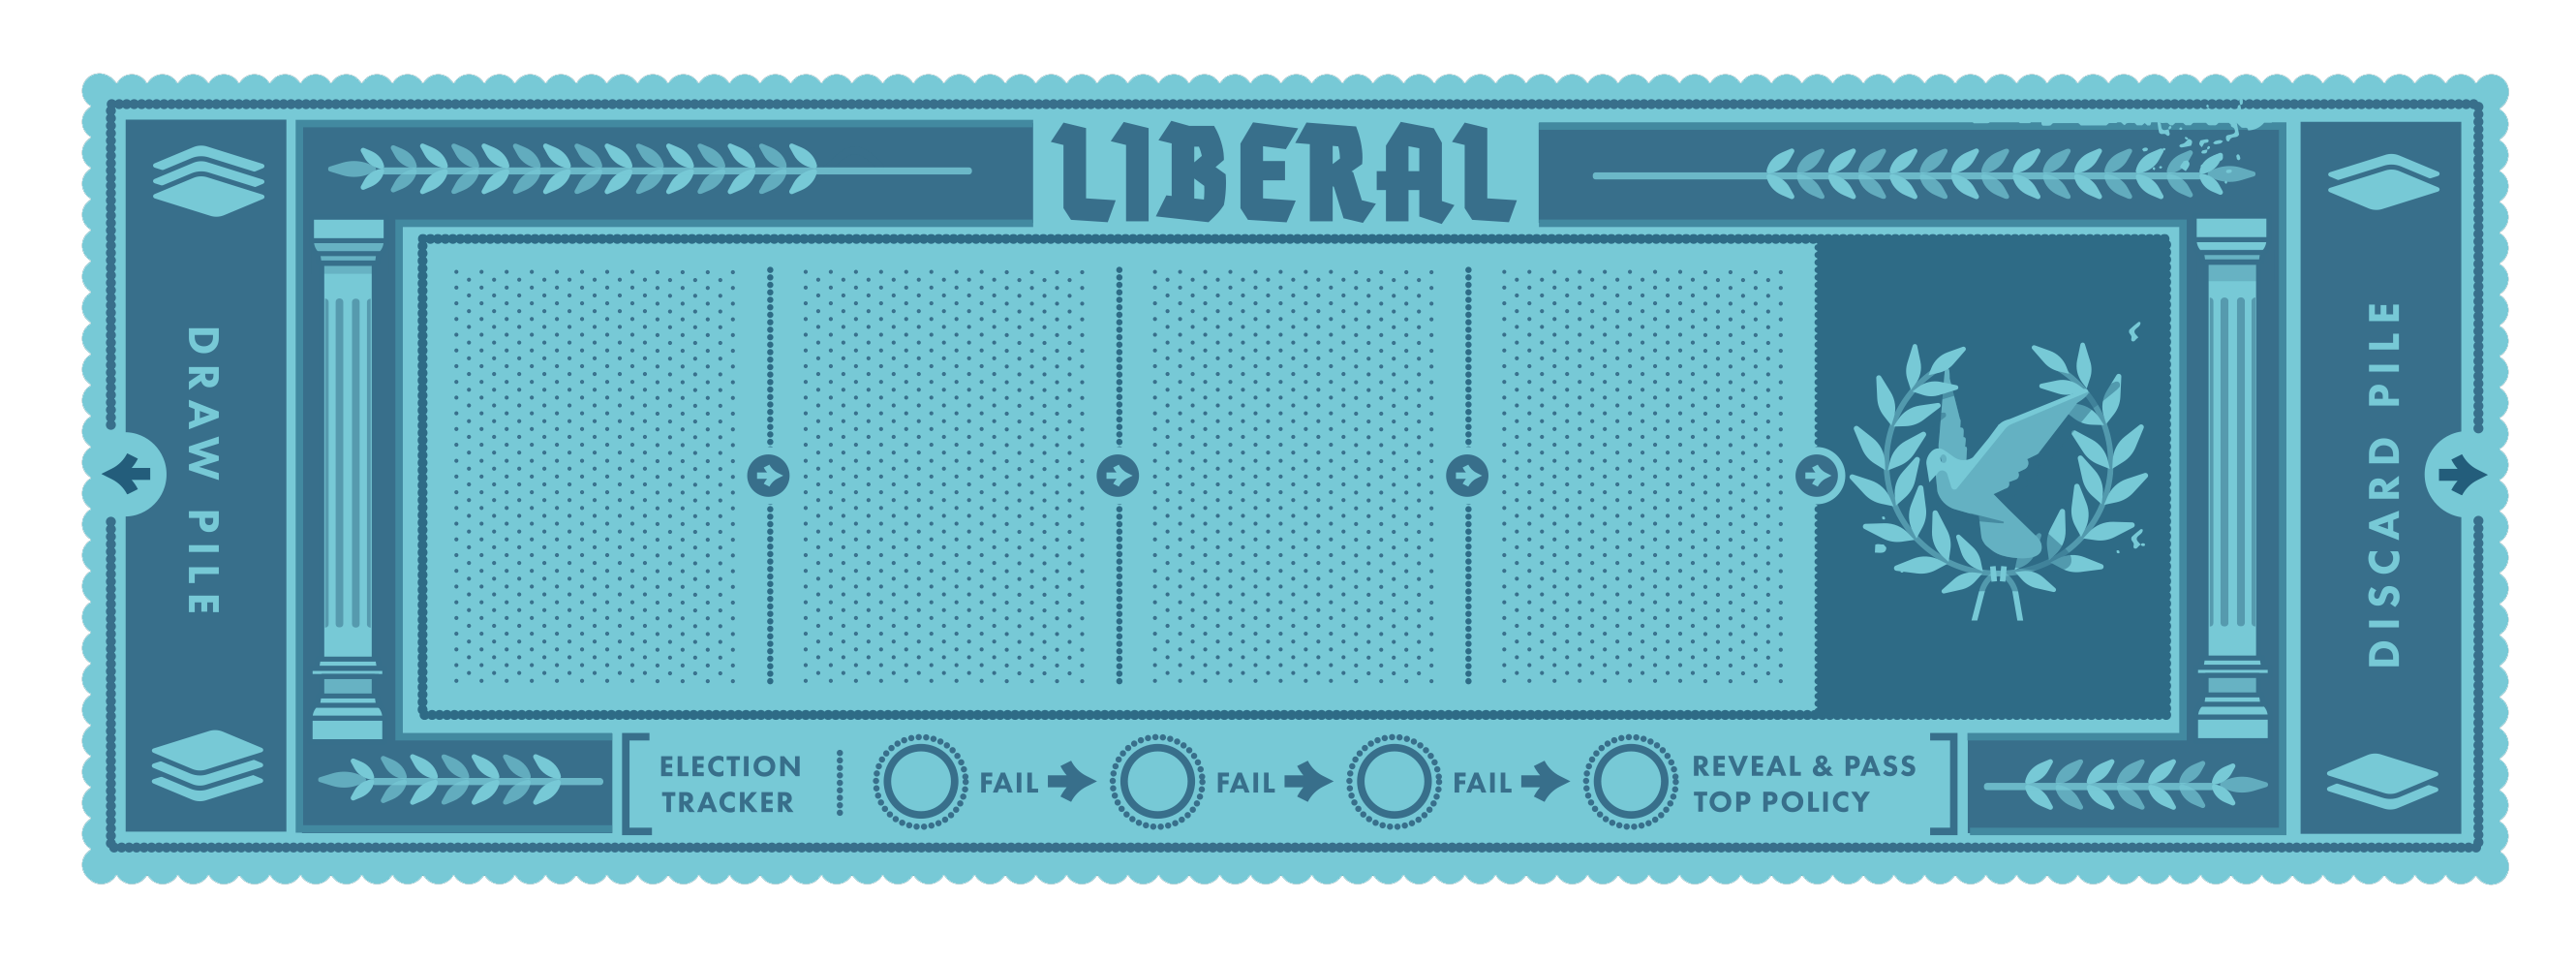 LIBERAL
DRAW PILE
DISCARD PILE
ELECTION
TRACKER
FAIL
FAIL
FAIL
REVEAL & PASS
TOP POLICY